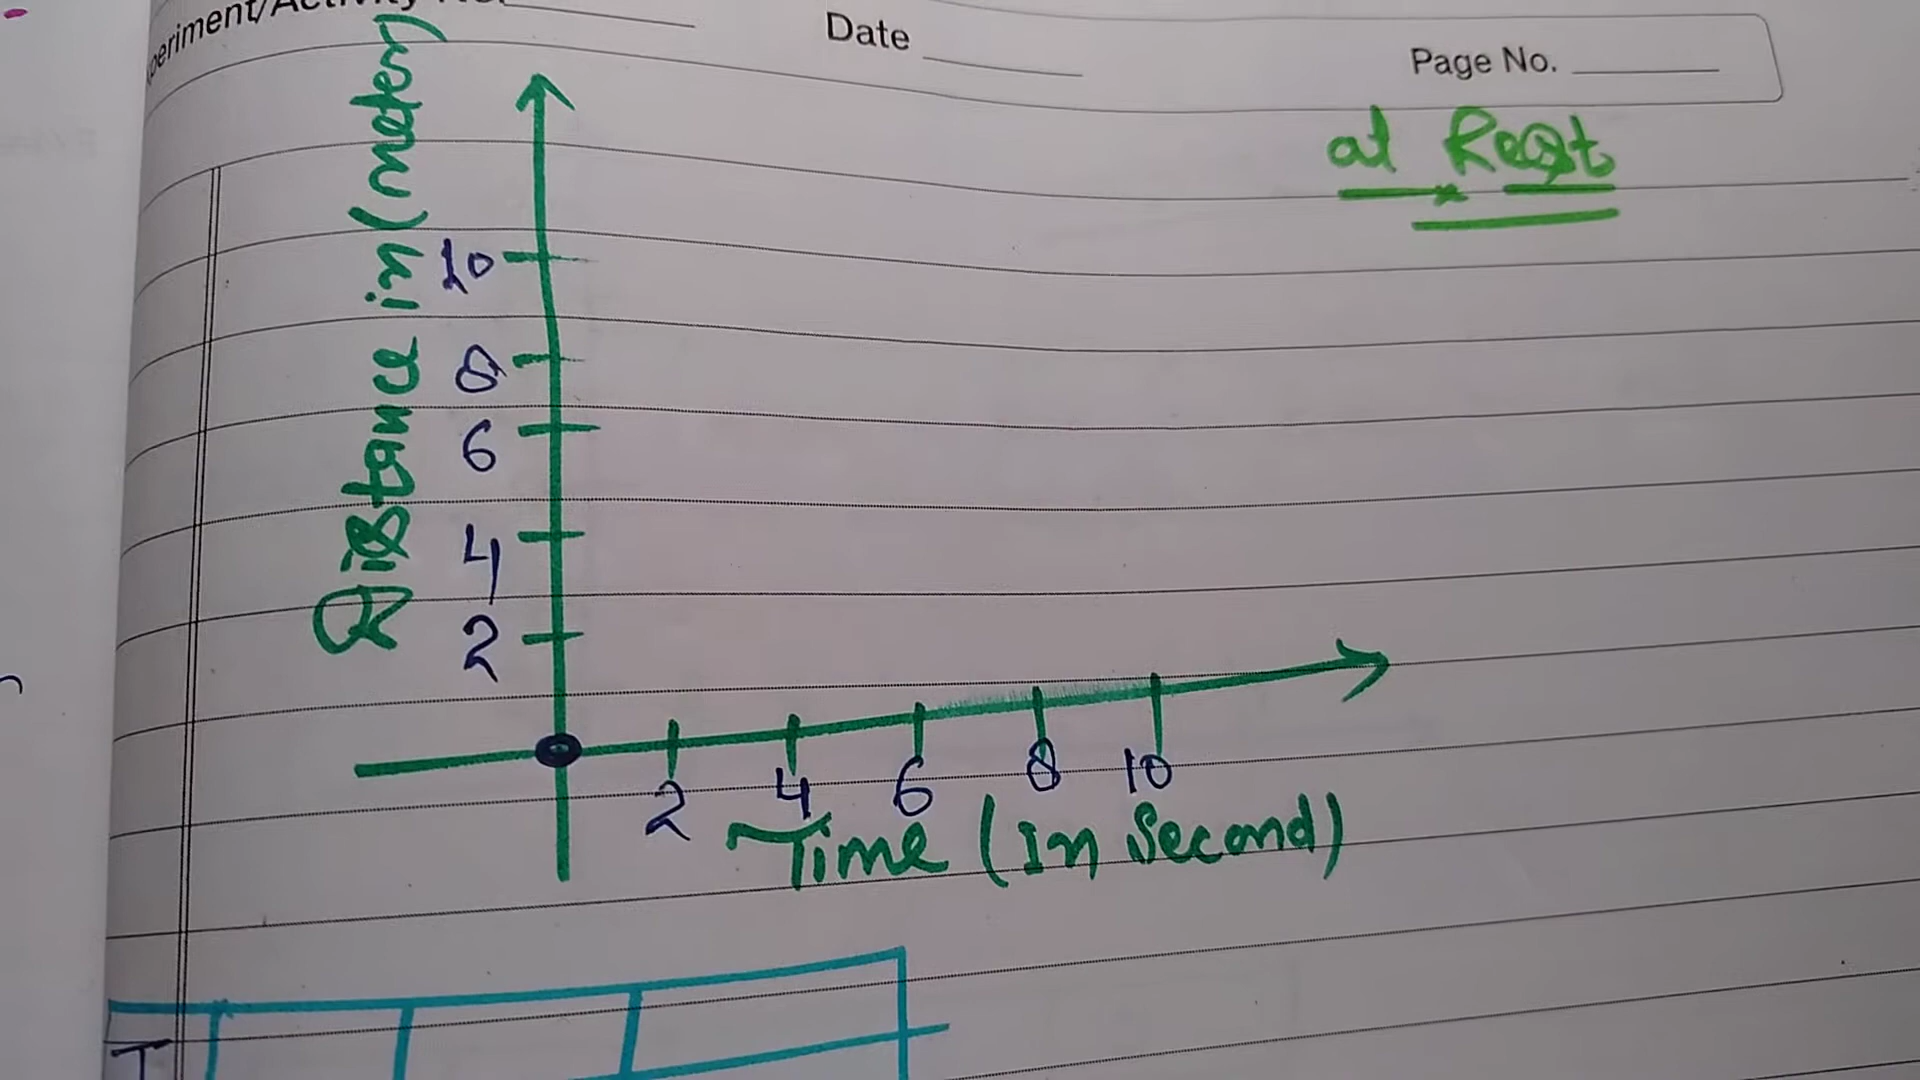 Date
Page No.
at Rest
Distance in (meter)
10
8
6
4
2
0
2 4 6 8 10
Time (In Second)
T